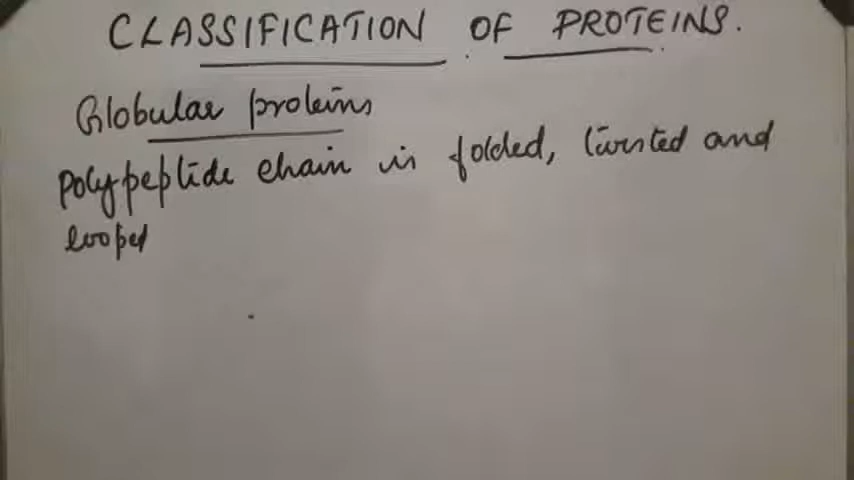 CLASSIFICATION OF PROTEINS.
Globular proteins
Polypeptide chain is folded, twisted and
looped